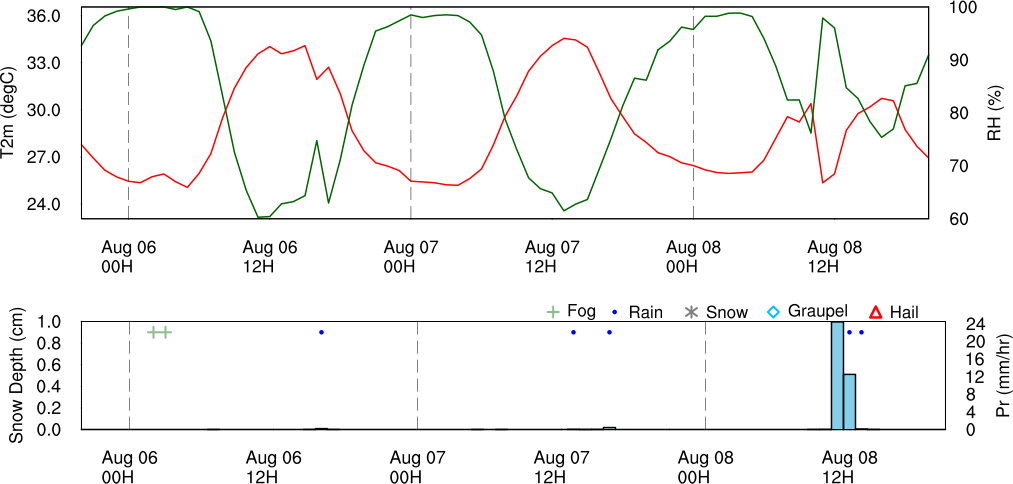 36.0
33.0
30.0
27.0
24.0
T2m (degC)
100
90
80
70
60
RH (%)
Aug 06 Aug 06 Aug 07 Aug 07 Aug 08 Aug 08
00H 12H 00H 12H 00H 12H
Fog Rain Snow Graupel Hail
1.0
0.8
0.6
0.4
0.2
0.0
Snow Depth (cm)
24
20
16
12
8
4
0
Pr (mm/hr)
Aug 06 Aug 06 Aug 07 Aug 07 Aug 08 Aug 08
00H 12H 00H 12H 00H 12H